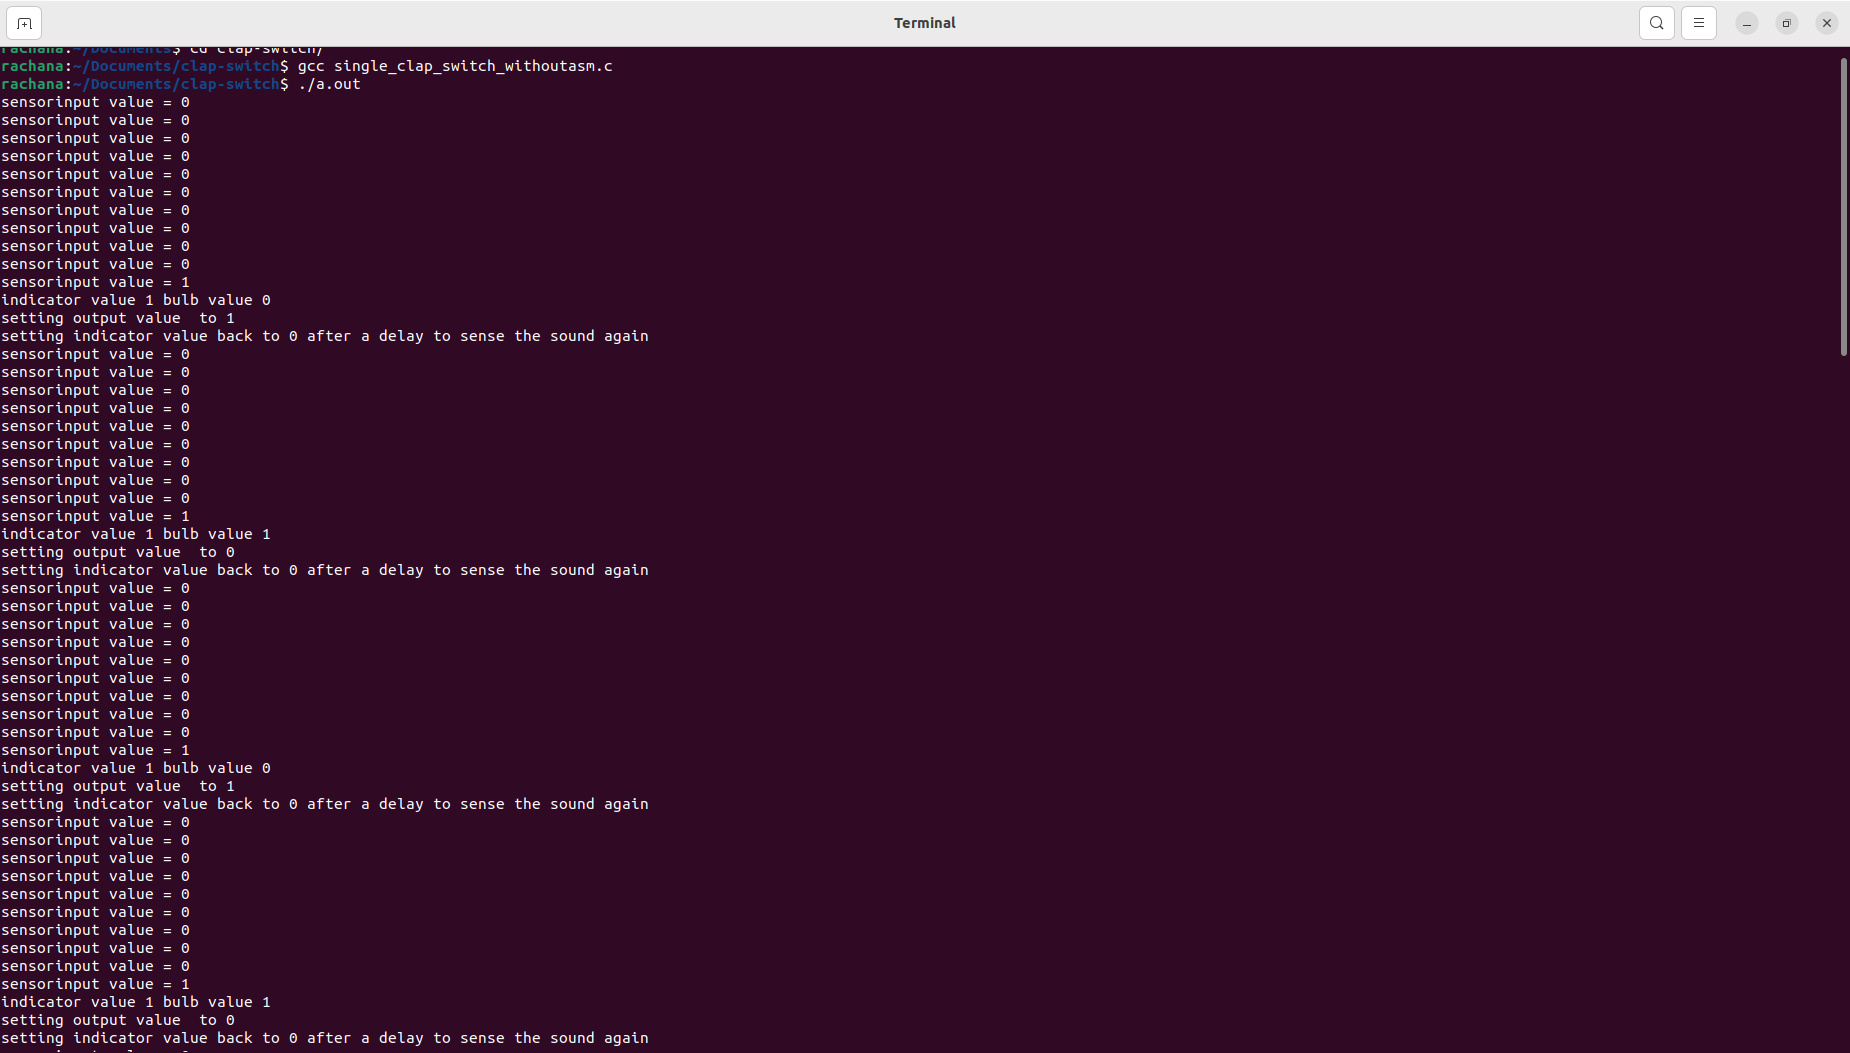 Terminal
rachana:~/Documents$ cd clap-switch/
rachana:~/Documents/clap-switch$ gcc single_clap_switch_withoutasm.c
rachana:~/Documents/clap-switch$ ./a.out
sensorinput value = 0
sensorinput value = 0
sensorinput value = 0
sensorinput value = 0
sensorinput value = 0
sensorinput value = 0
sensorinput value = 0
sensorinput value = 0
sensorinput value = 0
sensorinput value = 0
sensorinput value = 1
indicator value 1 bulb value 0
setting output value  to 1
setting indicator value back to 0 after a delay to sense the sound again
sensorinput value = 0
sensorinput value = 0
sensorinput value = 0
sensorinput value = 0
sensorinput value = 0
sensorinput value = 0
sensorinput value = 0
sensorinput value = 0
sensorinput value = 0
sensorinput value = 1
indicator value 1 bulb value 1
setting output value  to 0
setting indicator value back to 0 after a delay to sense the sound again
sensorinput value = 0
sensorinput value = 0
sensorinput value = 0
sensorinput value = 0
sensorinput value = 0
sensorinput value = 0
sensorinput value = 0
sensorinput value = 0
sensorinput value = 0
sensorinput value = 1
indicator value 1 bulb value 0
setting output value  to 1
setting indicator value back to 0 after a delay to sense the sound again
sensorinput value = 0
sensorinput value = 0
sensorinput value = 0
sensorinput value = 0
sensorinput value = 0
sensorinput value = 0
sensorinput value = 0
sensorinput value = 0
sensorinput value = 0
sensorinput value = 1
indicator value 1 bulb value 1
setting output value  to 0
setting indicator value back to 0 after a delay to sense the sound again